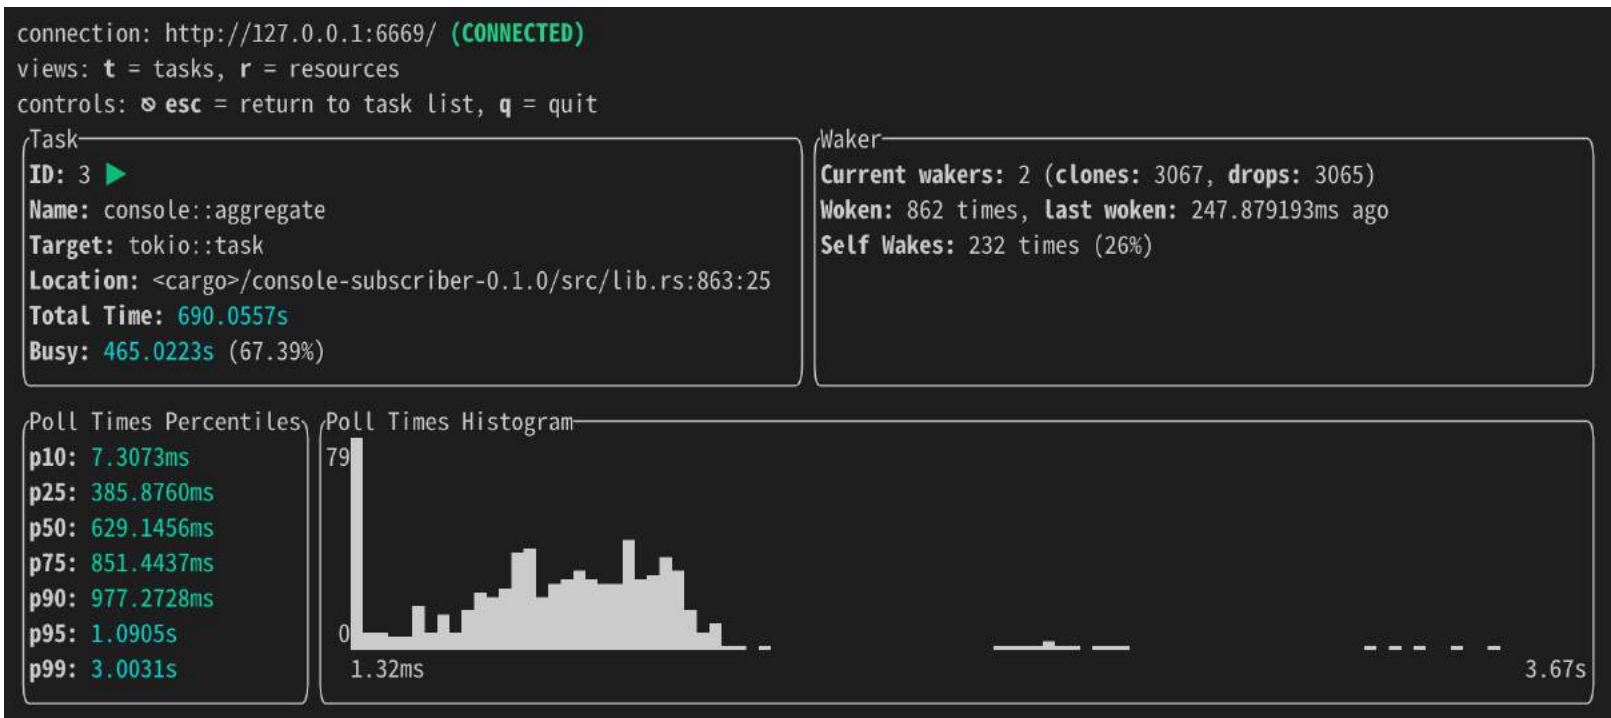 connection: http://127.0.0.1:6669/ (CONNECTED)
views: t = tasks, r = resources
controls: ⎋ esc = return to task list, q = quit
Task
ID: 3 ▶
Name: console::aggregate
Target: tokio::task
Location: <cargo>/console-subscriber-0.1.0/src/lib.rs:863:25
Total Time: 690.0557s
Busy: 465.0223s (67.39%)
Waker
Current wakers: 2 (clones: 3067, drops: 3065)
Woken: 862 times, last woken: 247.879193ms ago
Self Wakes: 232 times (26%)
Poll Times Percentiles
p10: 7.3073ms
p25: 385.8760ms
p50: 629.1456ms
p75: 851.4437ms
p90: 977.2728ms
p95: 1.0905s
p99: 3.0031s
Poll Times Histogram
79
0
1.32ms
3.67s